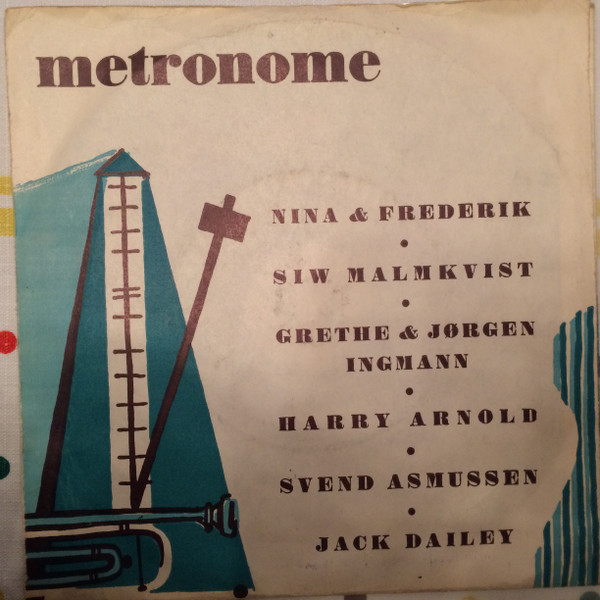 metronome
NINA & FREDERIK
•
SIW MALMKVIST
•
GRETHE & JØRGEN
INGMANN
•
HARRY ARNOLD
•
SVEND ASMUSSEN
•
JACK DAILEY